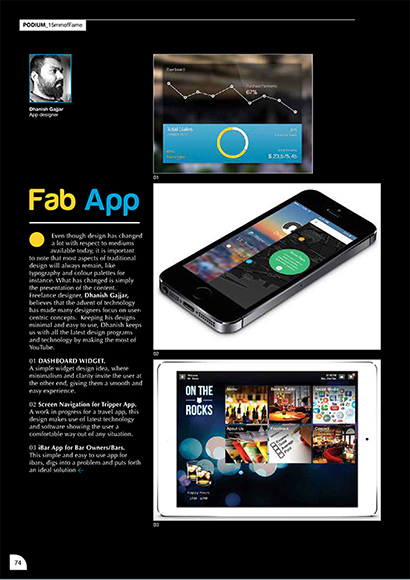 PODIUM_15mmofFame
Dhanish Gajjar
App designer
Dashboard
67%
Total Sales
$ 23,575.45
01
Fab App
Even though design has changed
a lot with respect to mediums
available today, it is important
to note that most aspects of traditional
design will always remain, like
typography and colour palettes for
instance. What has changed is simply
the presentation of the content.
Freelance designer, Dhanish Gajjar,
believes that the advent of technology
has made many designers focus on user-
centric concepts. Keeping his designs
minimal and easy to use, Dhanish keeps
us with all the latest design programs
and technology by making the most of
YouTube.
01 DASHBOARD WIDGET.
A simple widget design idea, where
minimalism and clarity invite the user at
the other end, giving them a smooth and
easy experience.
02 Screen Navigation for Tripper App.
A work in progress for a travel app, this
design makes use of latest technology
and software showing the user a
comfortable way out of any situation.
03 iBar App for Bar Owners/Bars.
This simple and easy to use app for
ibars, digs into a problem and puts forth
an ideal solution
02
ON THE
ROCKS
Menu
Book a Table
Social Media
About Us
Feedback
Contact
Happy Hours
03
74